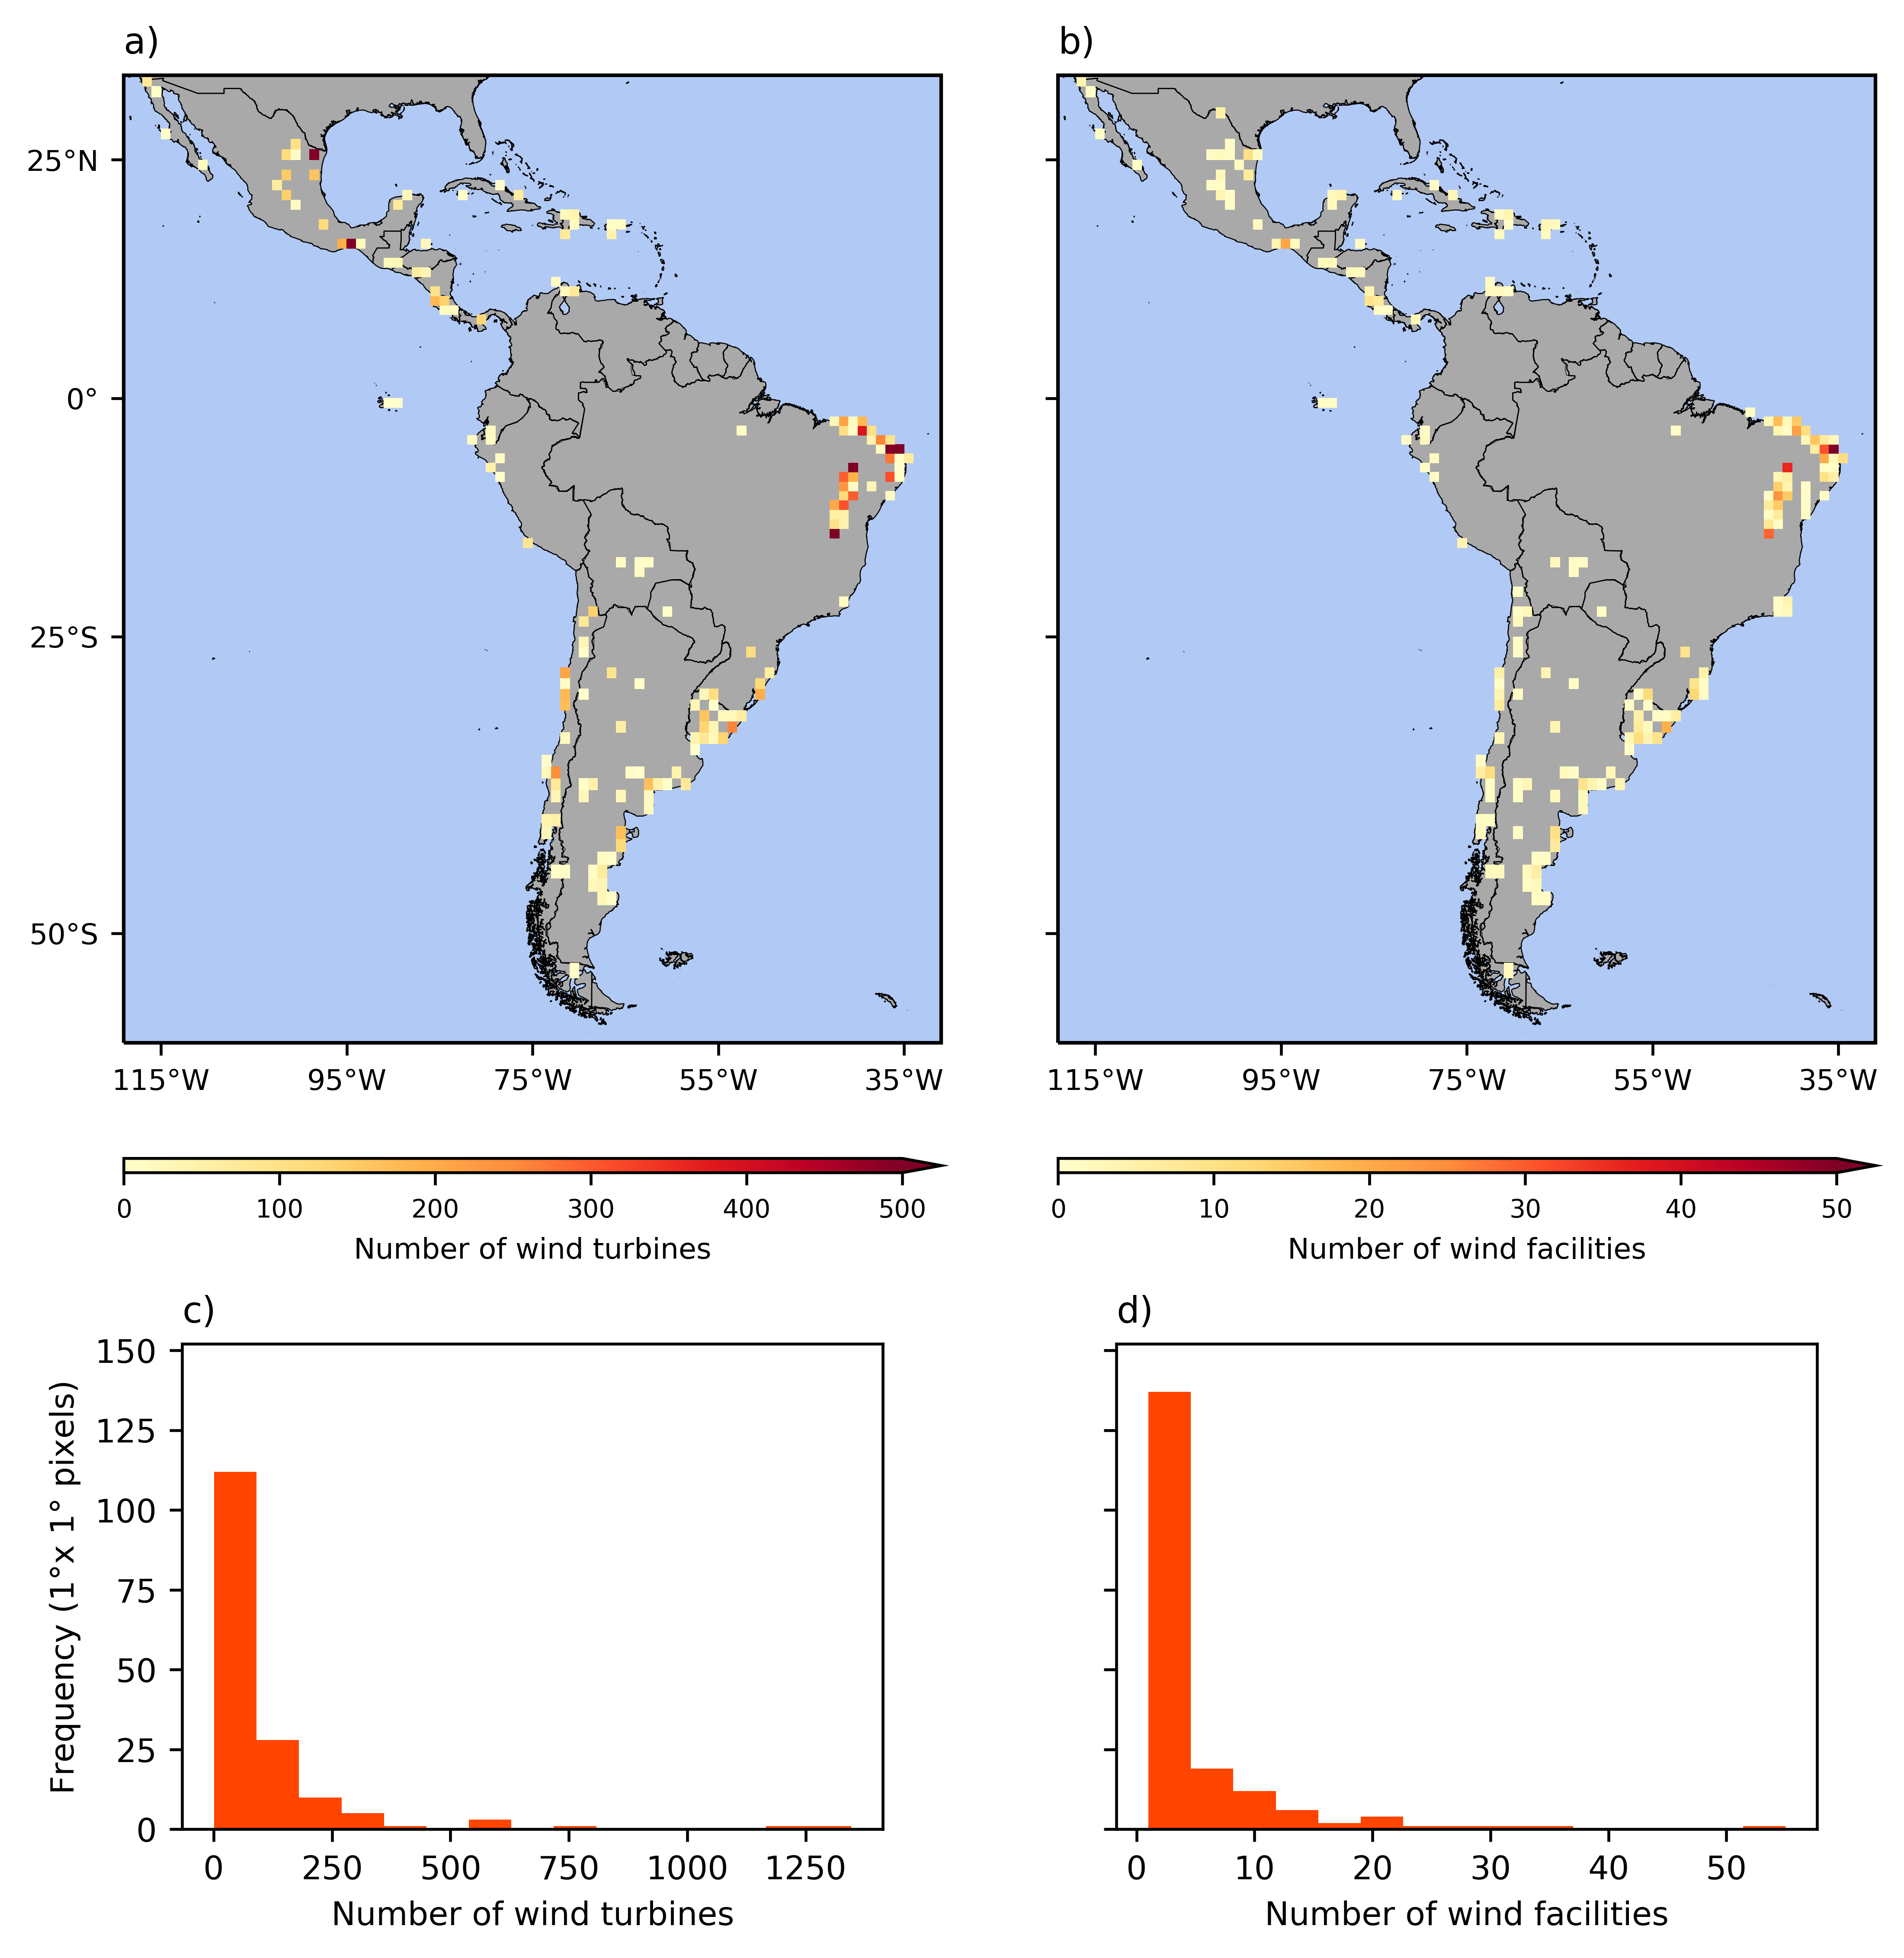 a)
b)
25°N
0°
25°S
50°S
115°W 95°W 75°W 55°W 35°W
115°W 95°W 75°W 55°W 35°W
0 100 200 300 400 500
Number of wind turbines
0 10 20 30 40 50
Number of wind facilities
c)
150
125
100
75
50
25
0
Frequency (1°x 1° pixels)
0 250 500 750 1000 1250
Number of wind turbines
d)
0 10 20 30 40 50
Number of wind facilities